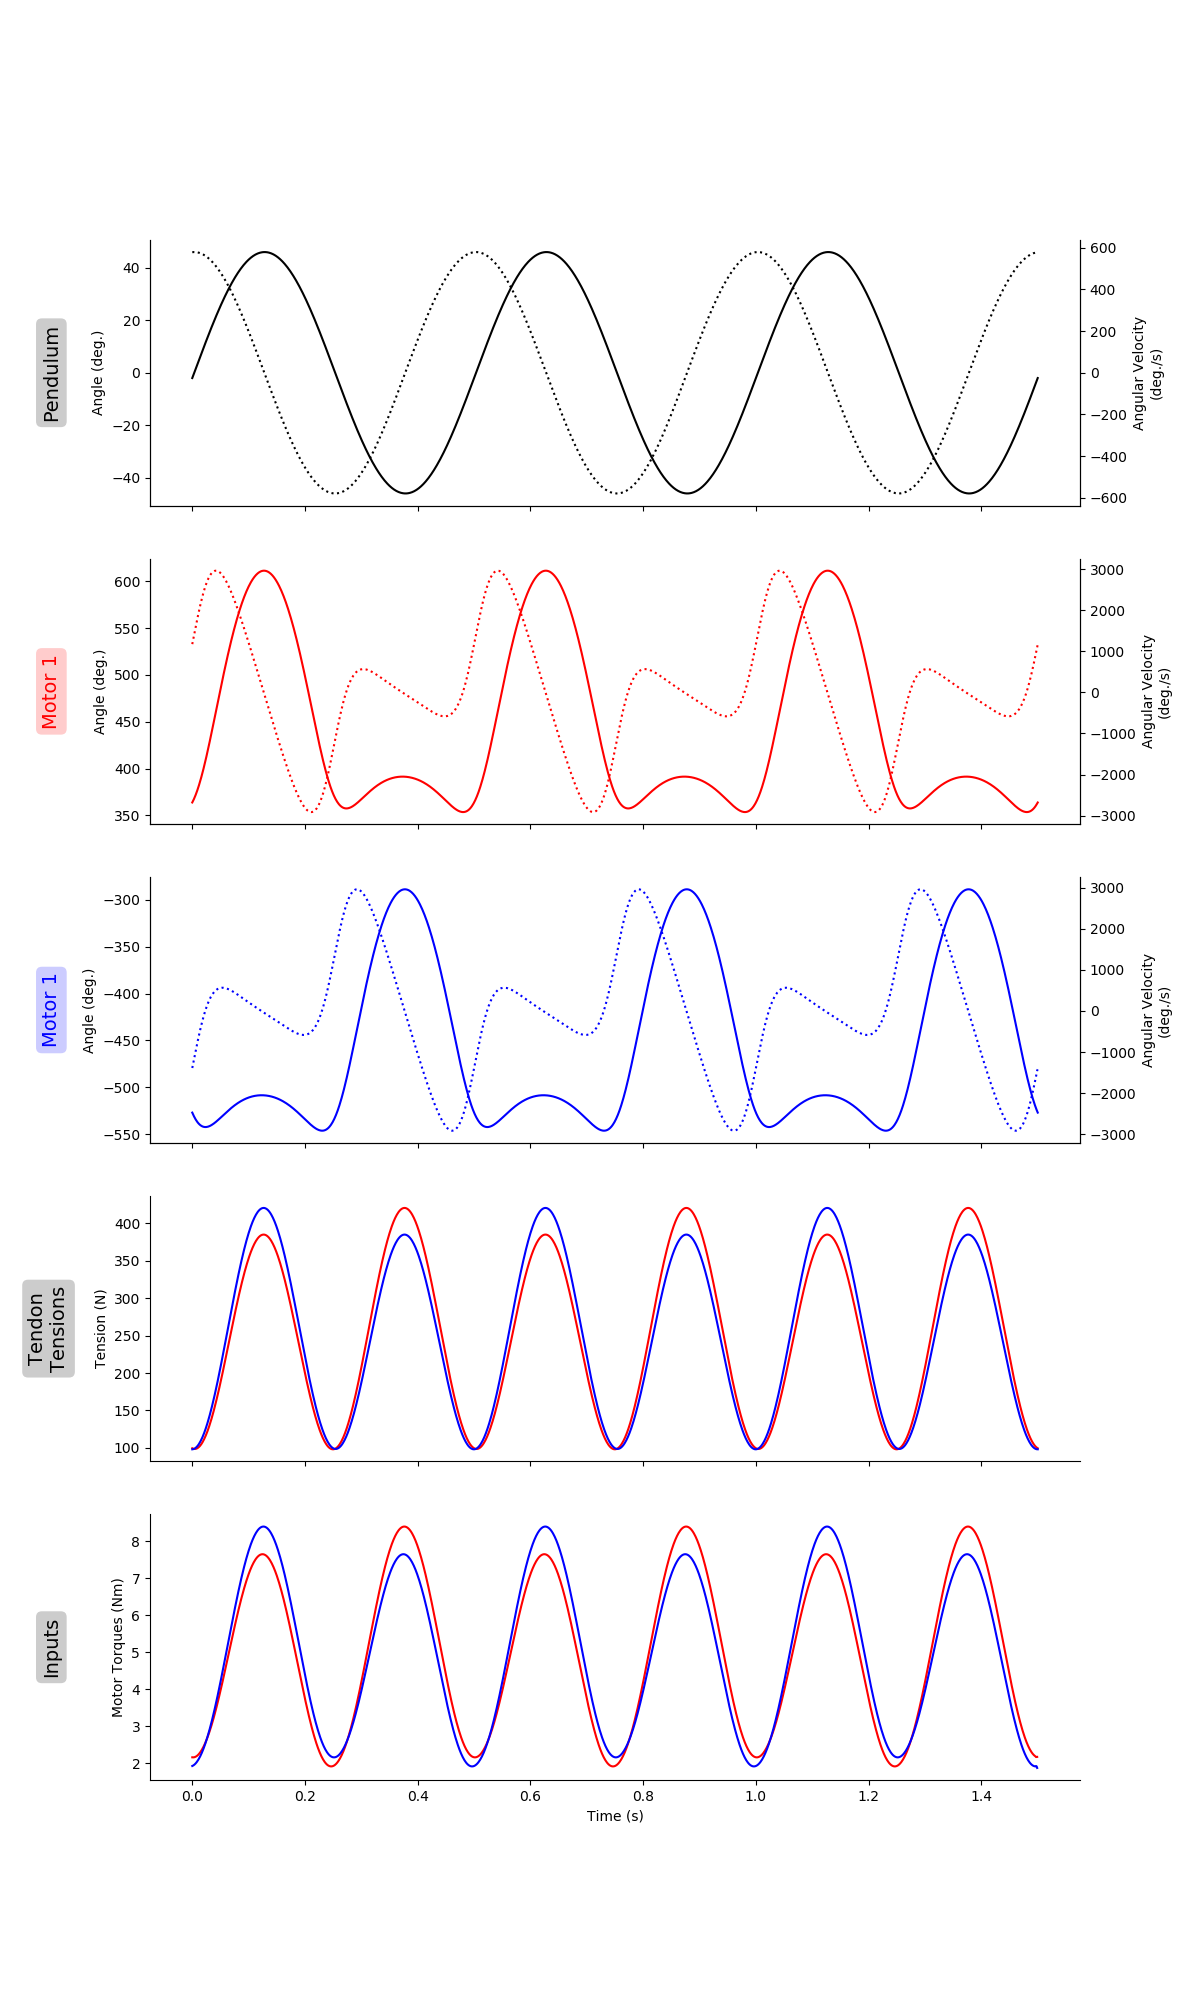 Pendulum
Angle (deg.)
40
20
0
−20
−40
600
400
200
0
−200
−400
−600
Angular Velocity
(deg./s)
Motor 1
Angle (deg.)
600
550
500
450
400
350
3000
2000
1000
0
−1000
−2000
−3000
Angular Velocity
(deg./s)
Motor 1
Angle (deg.)
−300
−350
−400
−450
−500
−550
3000
2000
1000
0
−1000
−2000
−3000
Angular Velocity
(deg./s)
Tendon
Tensions
Tension (N)
400
350
300
250
200
150
100
Inputs
Motor Torques (Nm)
8
7
6
5
4
3
2
0.0 0.2 0.4 0.6 0.8 1.0 1.2 1.4
Time (s)